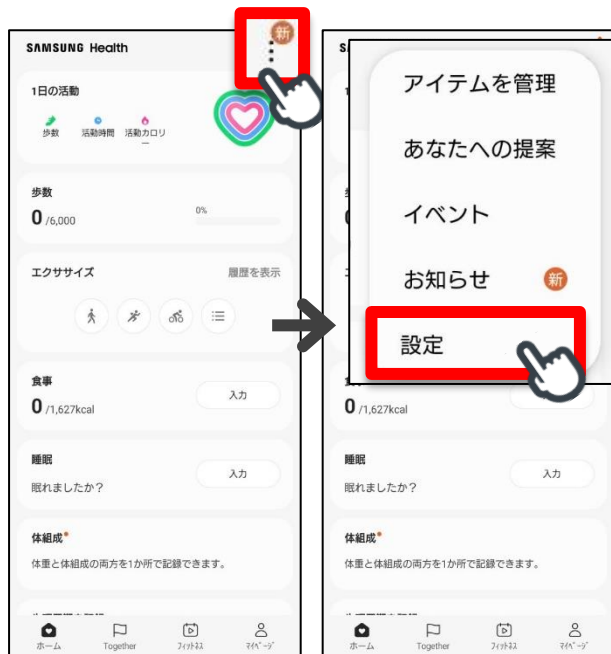 SAMSUNG Health
新
1日の活動
歩数
活動時間
活動カロリ
ー
歩数
0 /6,000
0%
エクササイズ
履歴を表示
食事
0 /1,627kcal
入力
睡眠
眠れましたか？
入力
体組成
体重と体組成の両方を1か所で記録できます。
ホーム
Together
フィットネス
マイページ
アイテムを管理
あなたへの提案
イベント
お知らせ 新
設定
0 /1,627kcal
睡眠
眠れましたか？
入力
体組成
体重と体組成の両方を1か所で記録できます。
ホーム
Together
フィットネス
マイページ